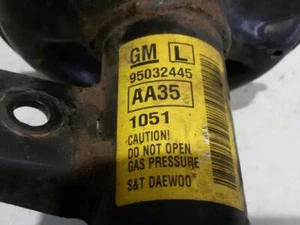 GM L
95032445
AA35
1051
CAUTION!
DO NOT OPEN
GAS PRESSURE
S&T DAEWOO